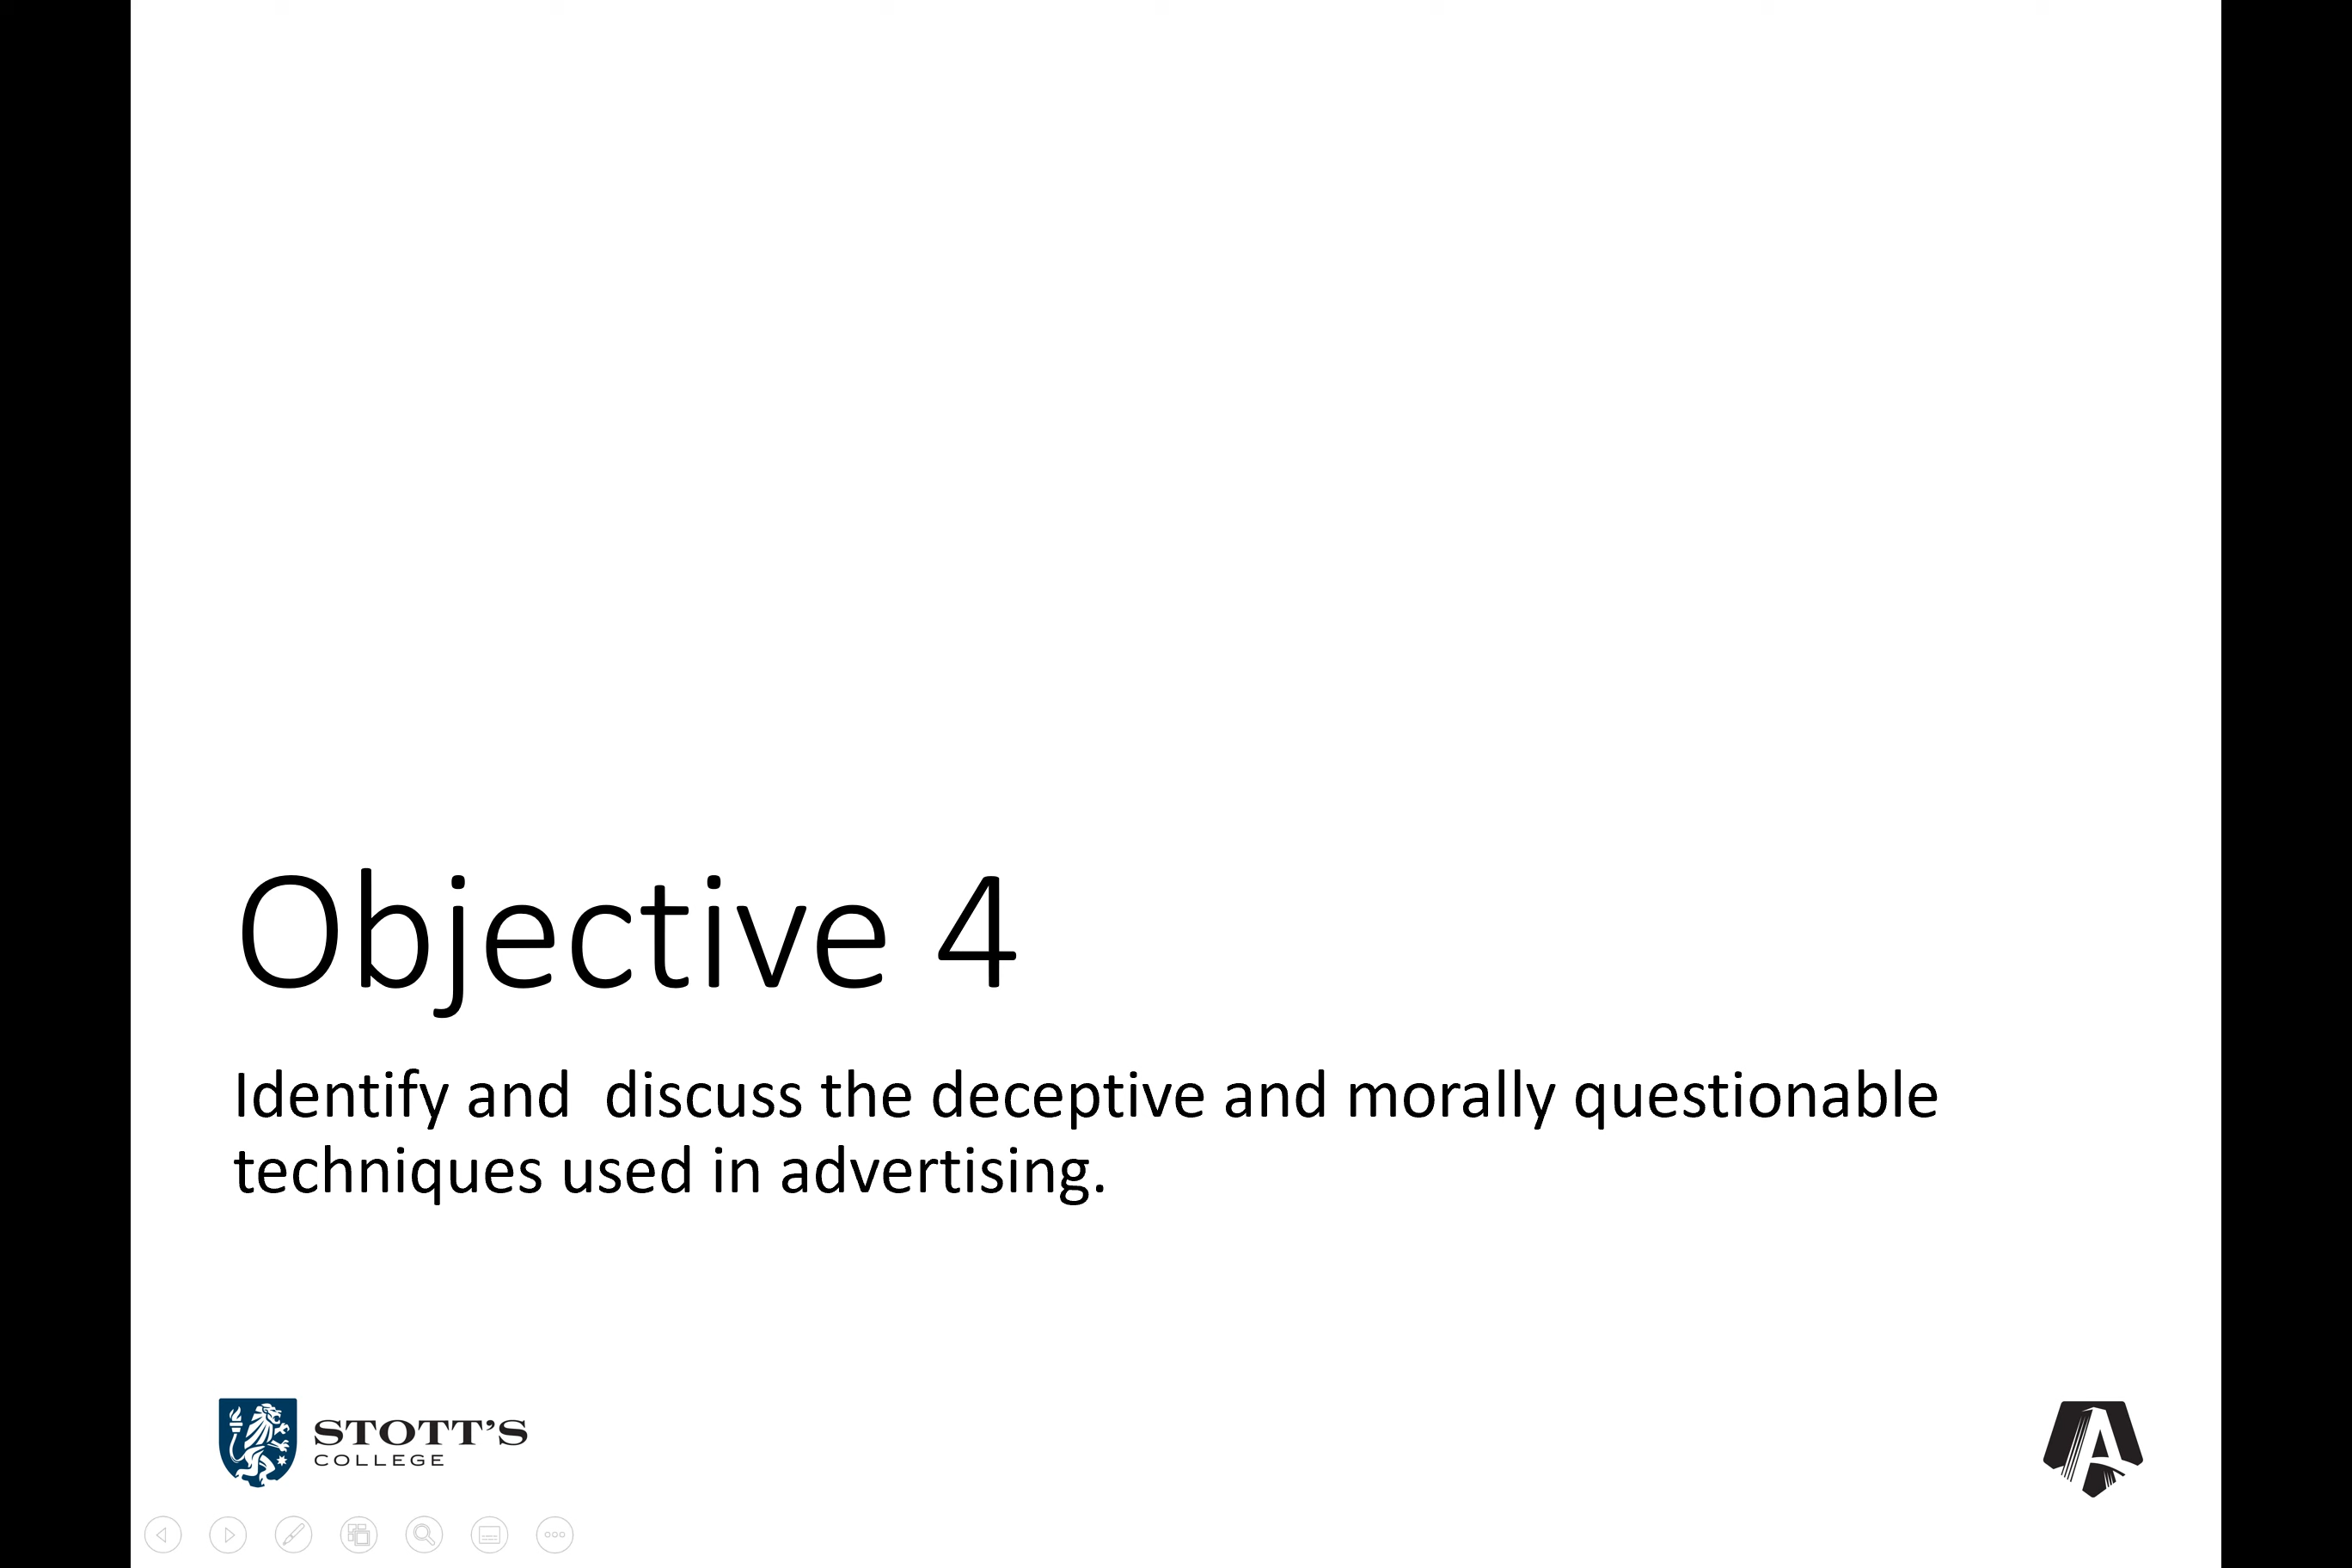 Objective 4
Identify and  discuss the deceptive and morally questionable
techniques used in advertising.
STOTT'S
COLLEGE
A